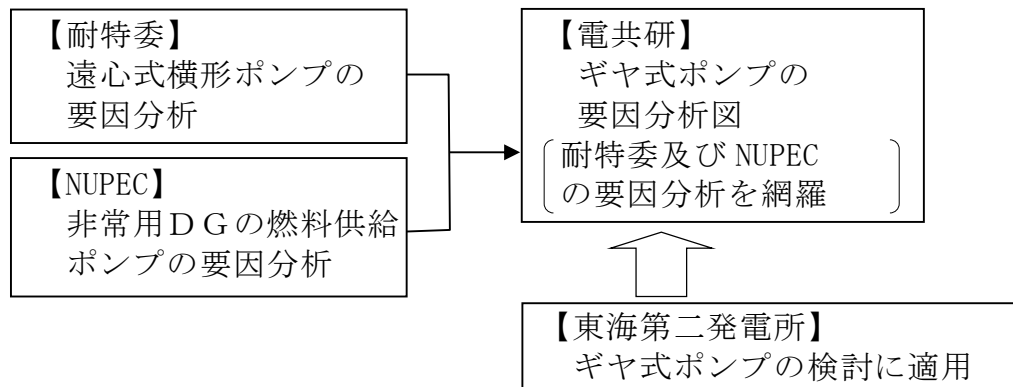 【耐特委】
遠心式横形ポンプの
要因分析
【NUPEC】
非常用DGの燃料供給
ポンプの要因分析
【電共研】
ギヤ式ポンプの
要因分析図
耐特委及び NUPEC
の要因分析を網羅
【東海第二発電所】
ギヤ式ポンプの検討に適用